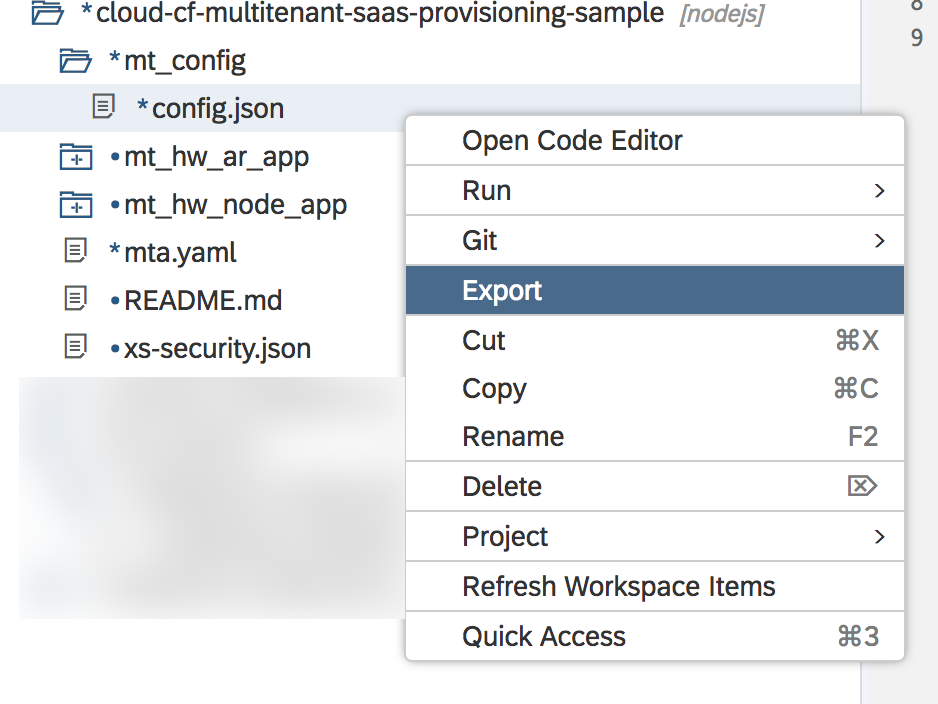 *cloud-cf-multitenant-saas-provisioning-sample [nodejs]
8
9
*mt_config
*config.json
•mt_hw_ar_app
•mt_hw_node_app
*mta.yaml
•README.md
•xs-security.json
Open Code Editor
Run >
Git >
Export
Cut ⌘X
Copy ⌘C
Rename F2
Delete ⌦
Project >
Refresh Workspace Items
Quick Access ⌘3